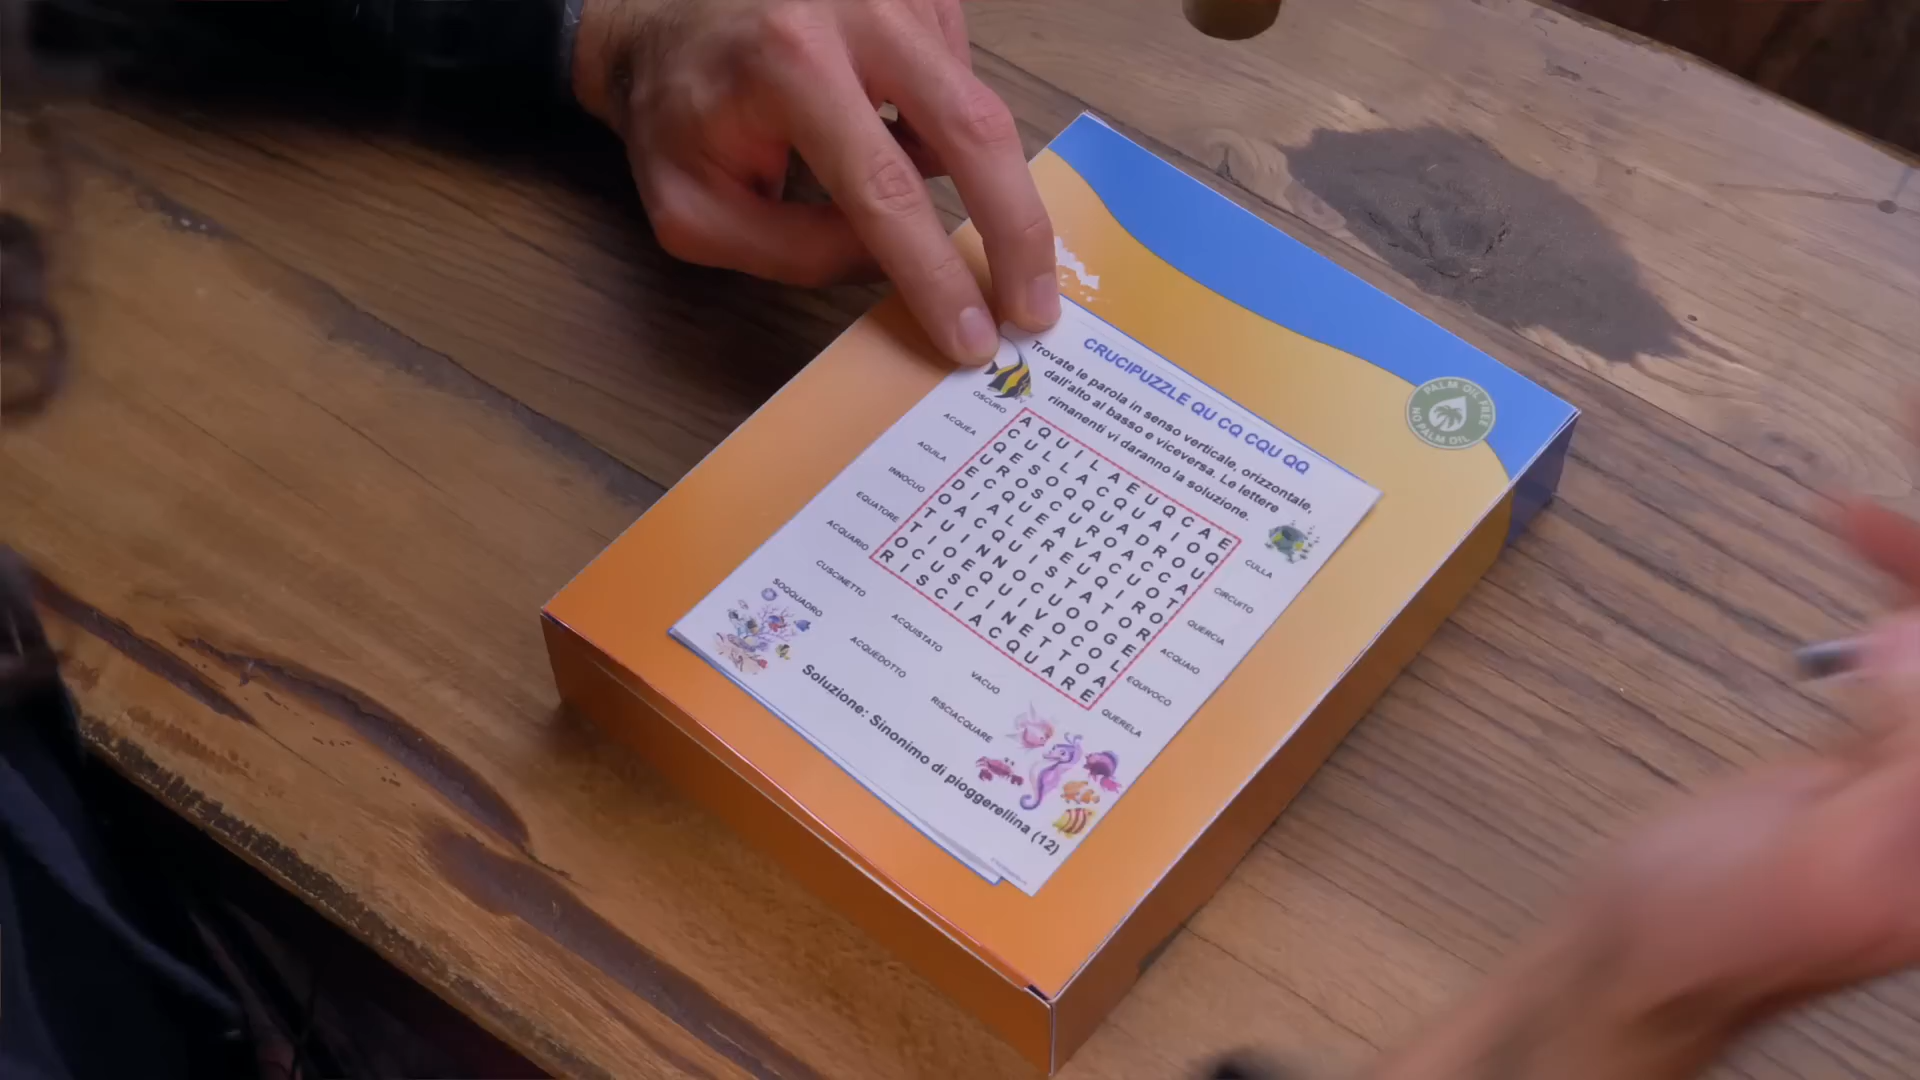 CRUCIPUZZLE QU CQ CQU QQ
Trovate le parola in senso verticale, orizzontale,
dall'alto al basso e viceversa. Le lettere
rimanenti vi daranno la soluzione.
OSCURO
ACQUEA
AQUILA
INNOCUO
EQUATORE
ACQUARIO
CUSCINETTO
SOQQUADRO
A Q U I L A E U Q C A E
C U L L A C Q U A I O Q
Q E S O Q Q U A D R O U
U R O S C U R O A C C A
E C Q U E A V A C U O T
D I A L E R E U Q I R O
O A C Q U I S T A T O R
T U I N N O C U O O G E
T I O E Q U I V O C O L
O C U S C I N E T T O A
R I S C I A C Q U A R E
CULLA
CIRCUITO
QUERCIA
ACQUAIO
EQUIVOCO
QUERELA
ACQUISTATO
ACQUEDOTTO
VACUO
RISCIACQUARE
Soluzione: Sinonimo di pioggerellina (12)
PALM OIL FREE
NO PALM OIL